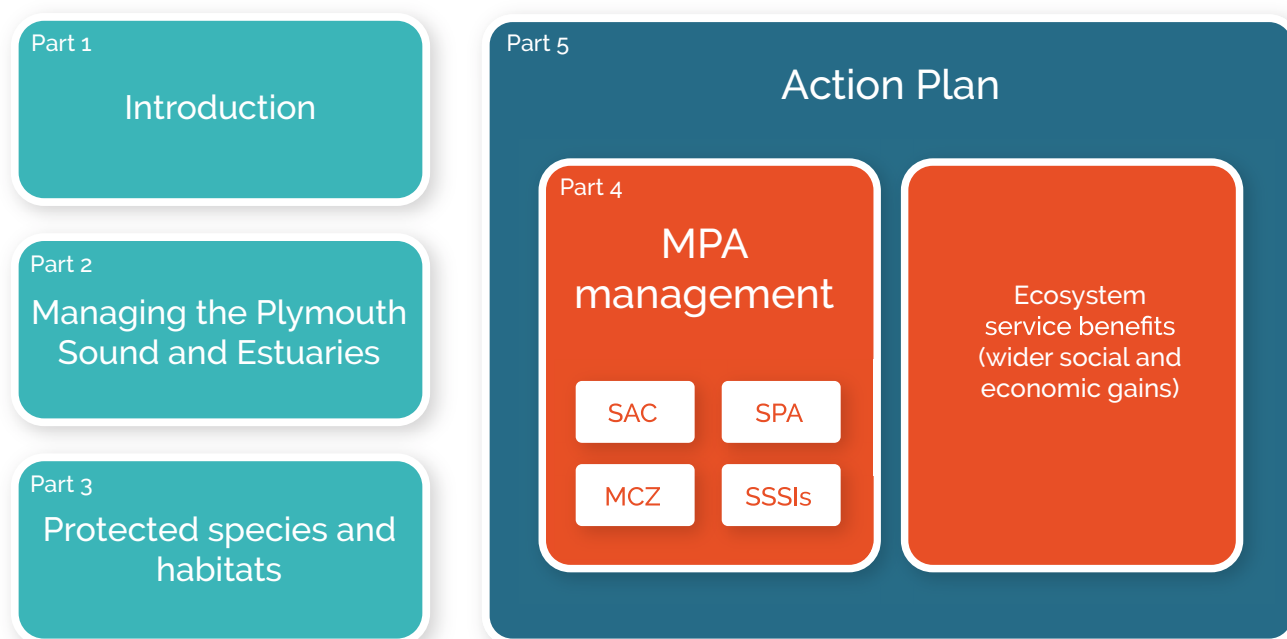 Part 1
Introduction
Part 2
Managing the Plymouth
Sound and Estuaries
Part 3
Protected species and
habitats
Part 5
Action Plan
Part 4
MPA
management
SAC
SPA
MCZ
SSSIs
Ecosystem
service benefits
(wider social and
economic gains)